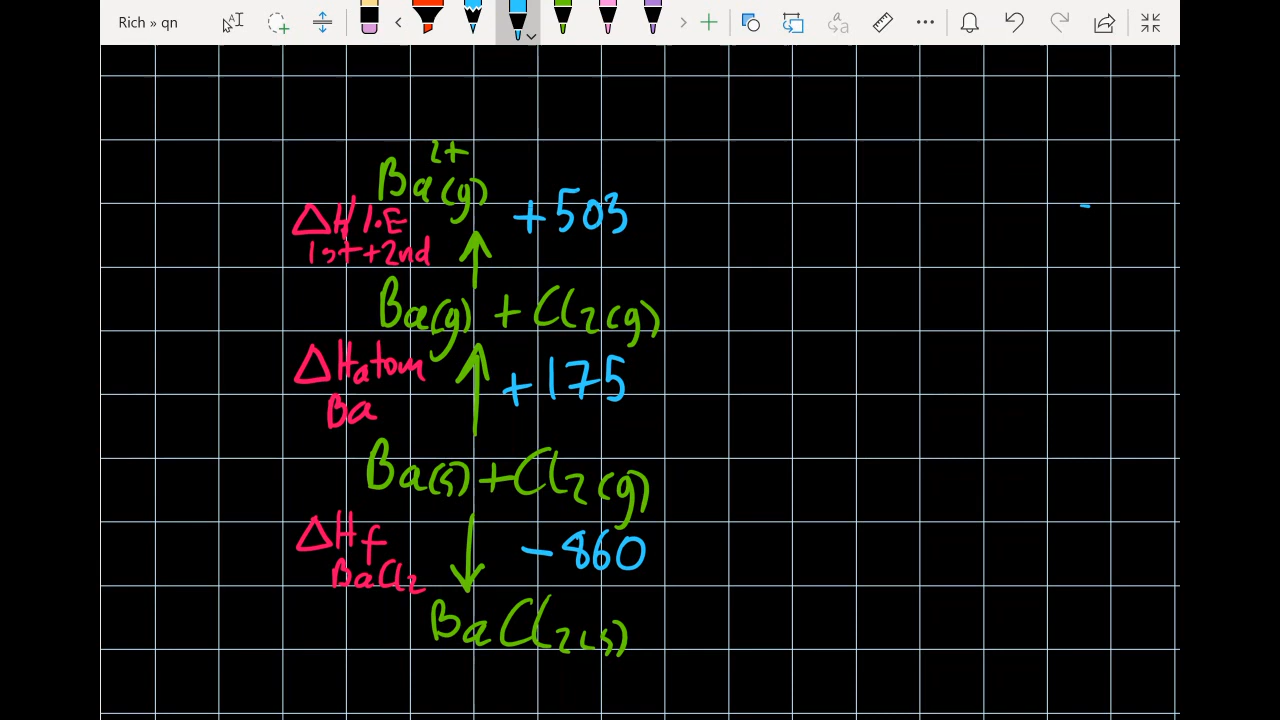 Rich » qn
Ba²⁺(g)
ΔH I.E
1st+2nd
+503
Ba(g) + Cl₂(g)
ΔHatom
Ba
+175
Ba(s)+Cl₂(g)
ΔHf
BaCl₂
-860
BaCl₂(s)